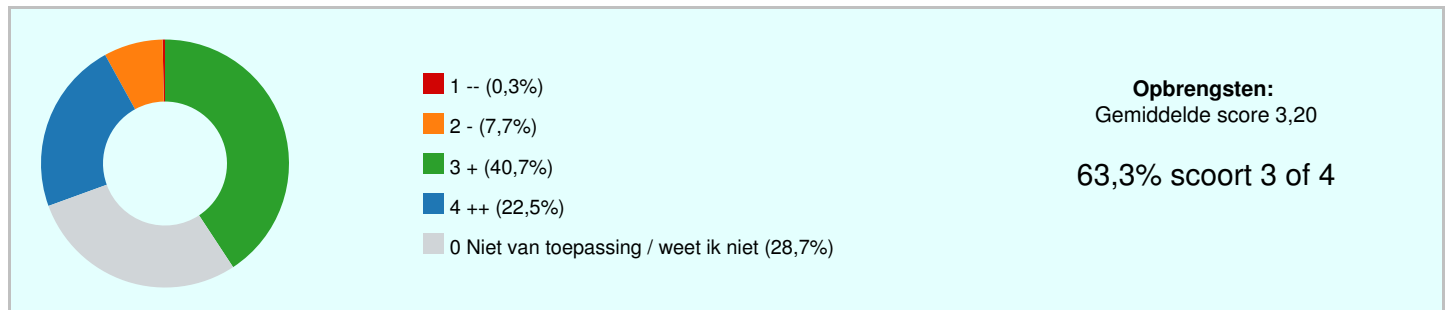 1 -- (0,3%)
2 - (7,7%)
3 + (40,7%)
4 ++ (22,5%)
0 Niet van toepassing / weet ik niet (28,7%)
Opbrengsten:
Gemiddelde score 3,20
63,3% scoort 3 of 4